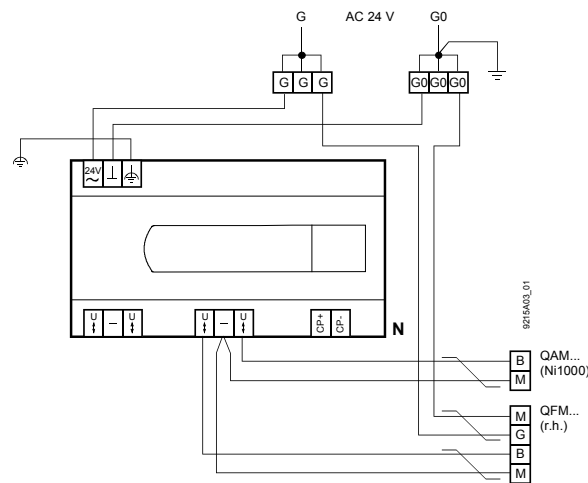 G AC 24 V G0
G G G G0 G0 G0
24V ~ ⊥
U – U U – U CP+ CP-
N
9215A03_01
B QAM...
M (Ni1000)
M QFM...
G (r.h.)
B
M